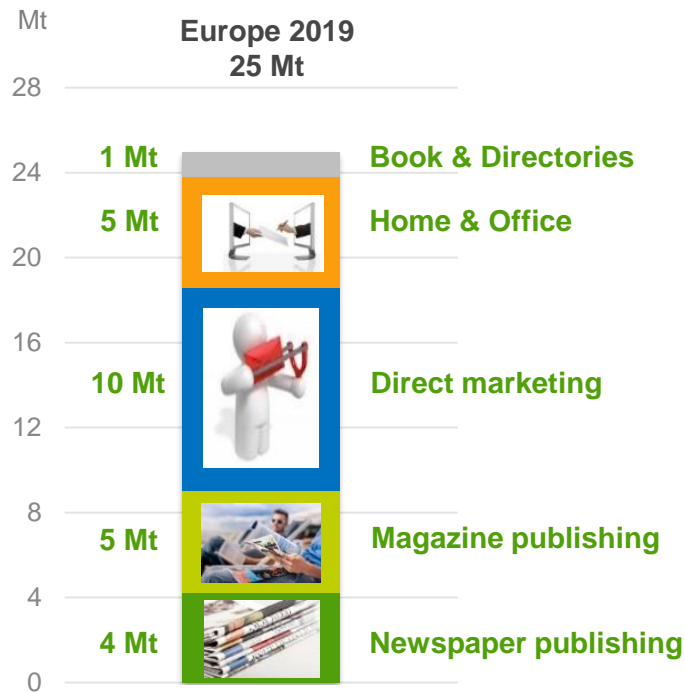 Mt
Europe 2019
25 Mt
28
1 Mt
Book & Directories
24
5 Mt
Home & Office
20
16
10 Mt
Direct marketing
12
8
5 Mt
Magazine publishing
4
4 Mt
Newspaper publishing
0